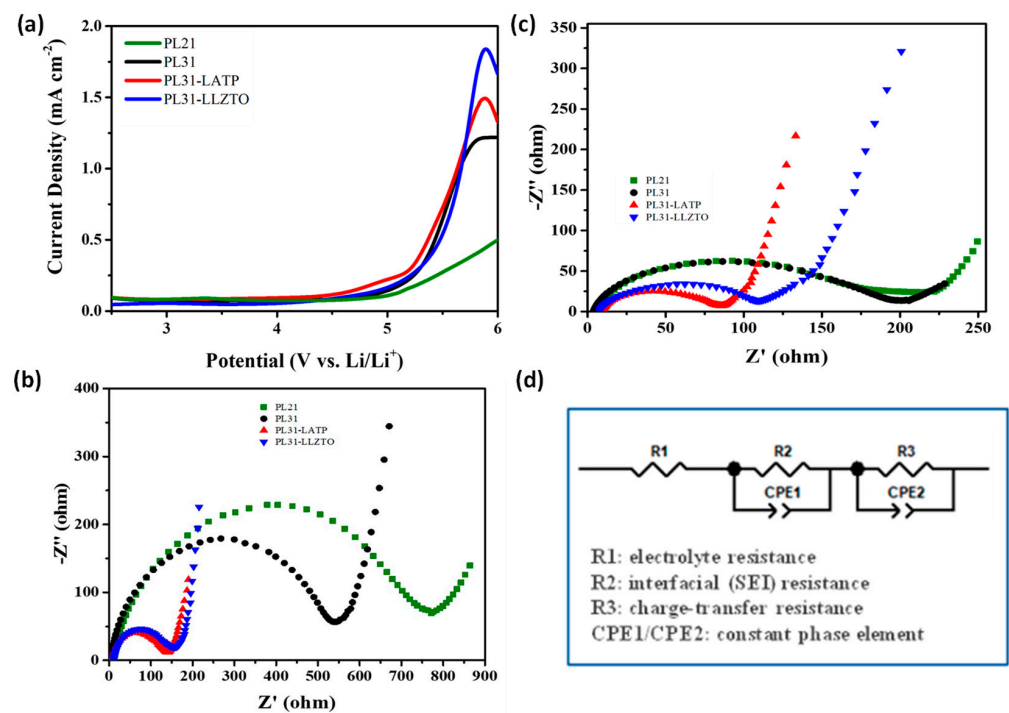 (a)
2.0
1.5
1.0
0.5
0.0
Current Density (mA cm-2)
PL21
PL31
PL31-LATP
PL31-LLZTO
3 4 5 6
Potential (V vs. Li/Li+)
(c)
350
300
250
200
150
100
50
0
-Z'' (ohm)
PL21
PL31
PL31-LATP
PL31-LLZTO
0 50 100 150 200 250
Z' (ohm)
(b)
400
300
200
100
0
-Z'' (ohm)
PL21
PL31
PL31-LATP
PL31-LLZTO
0 100 200 300 400 500 600 700 800 900
Z' (ohm)
(d)
R1 R2 R3
CPE1 CPE2
R1: electrolyte resistance
R2: interfacial (SEI) resistance
R3: charge-transfer resistance
CPE1/CPE2: constant phase element